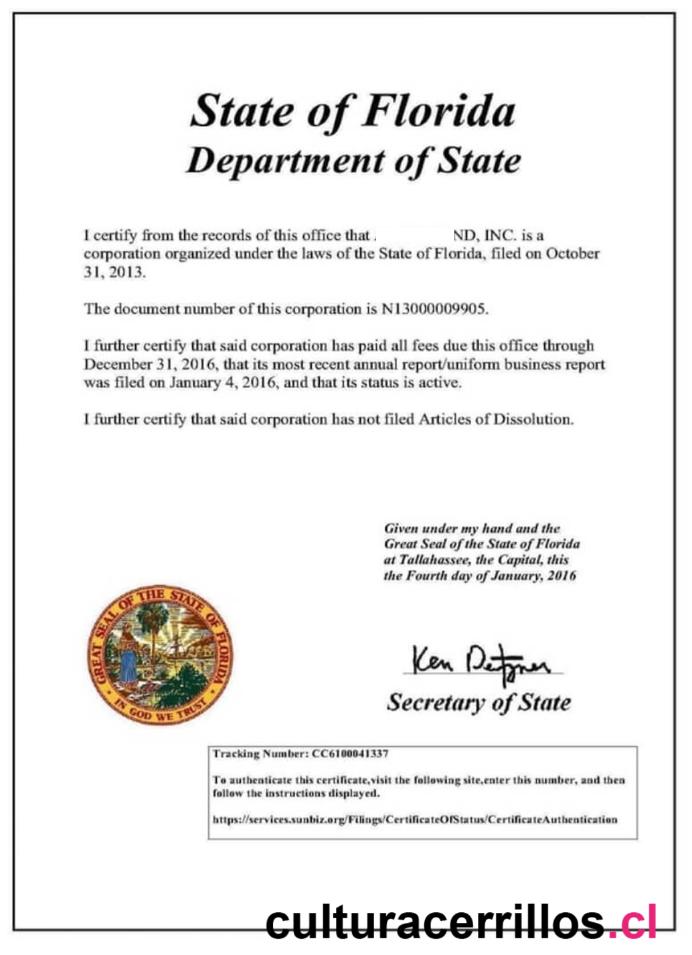 State of Florida
Department of State
I certify from the records of this office that . ND, INC. is a
corporation organized under the laws of the State of Florida, filed on October
31, 2013.
The document number of this corporation is N13000009905.
I further certify that said corporation has paid all fees due this office through
December 31, 2016, that its most recent annual report/uniform business report
was filed on January 4, 2016, and that its status is active.
I further certify that said corporation has not filed Articles of Dissolution.
Given under my hand and the
Great Seal of the State of Florida
at Tallahassee, the Capital, this
the Fourth day of January, 2016
GREAT SEAL OF THE STATE OF FLORIDA
IN GOD WE TRUST
Ken Detzner
Secretary of State
Tracking Number: CC6100041337
To authenticate this certificate,visit the following site,enter this number, and then
follow the instructions displayed.
https://services.sunbiz.org/Filings/CertificateOfStatus/CertificateAuthentication
culturacerrillos.cl